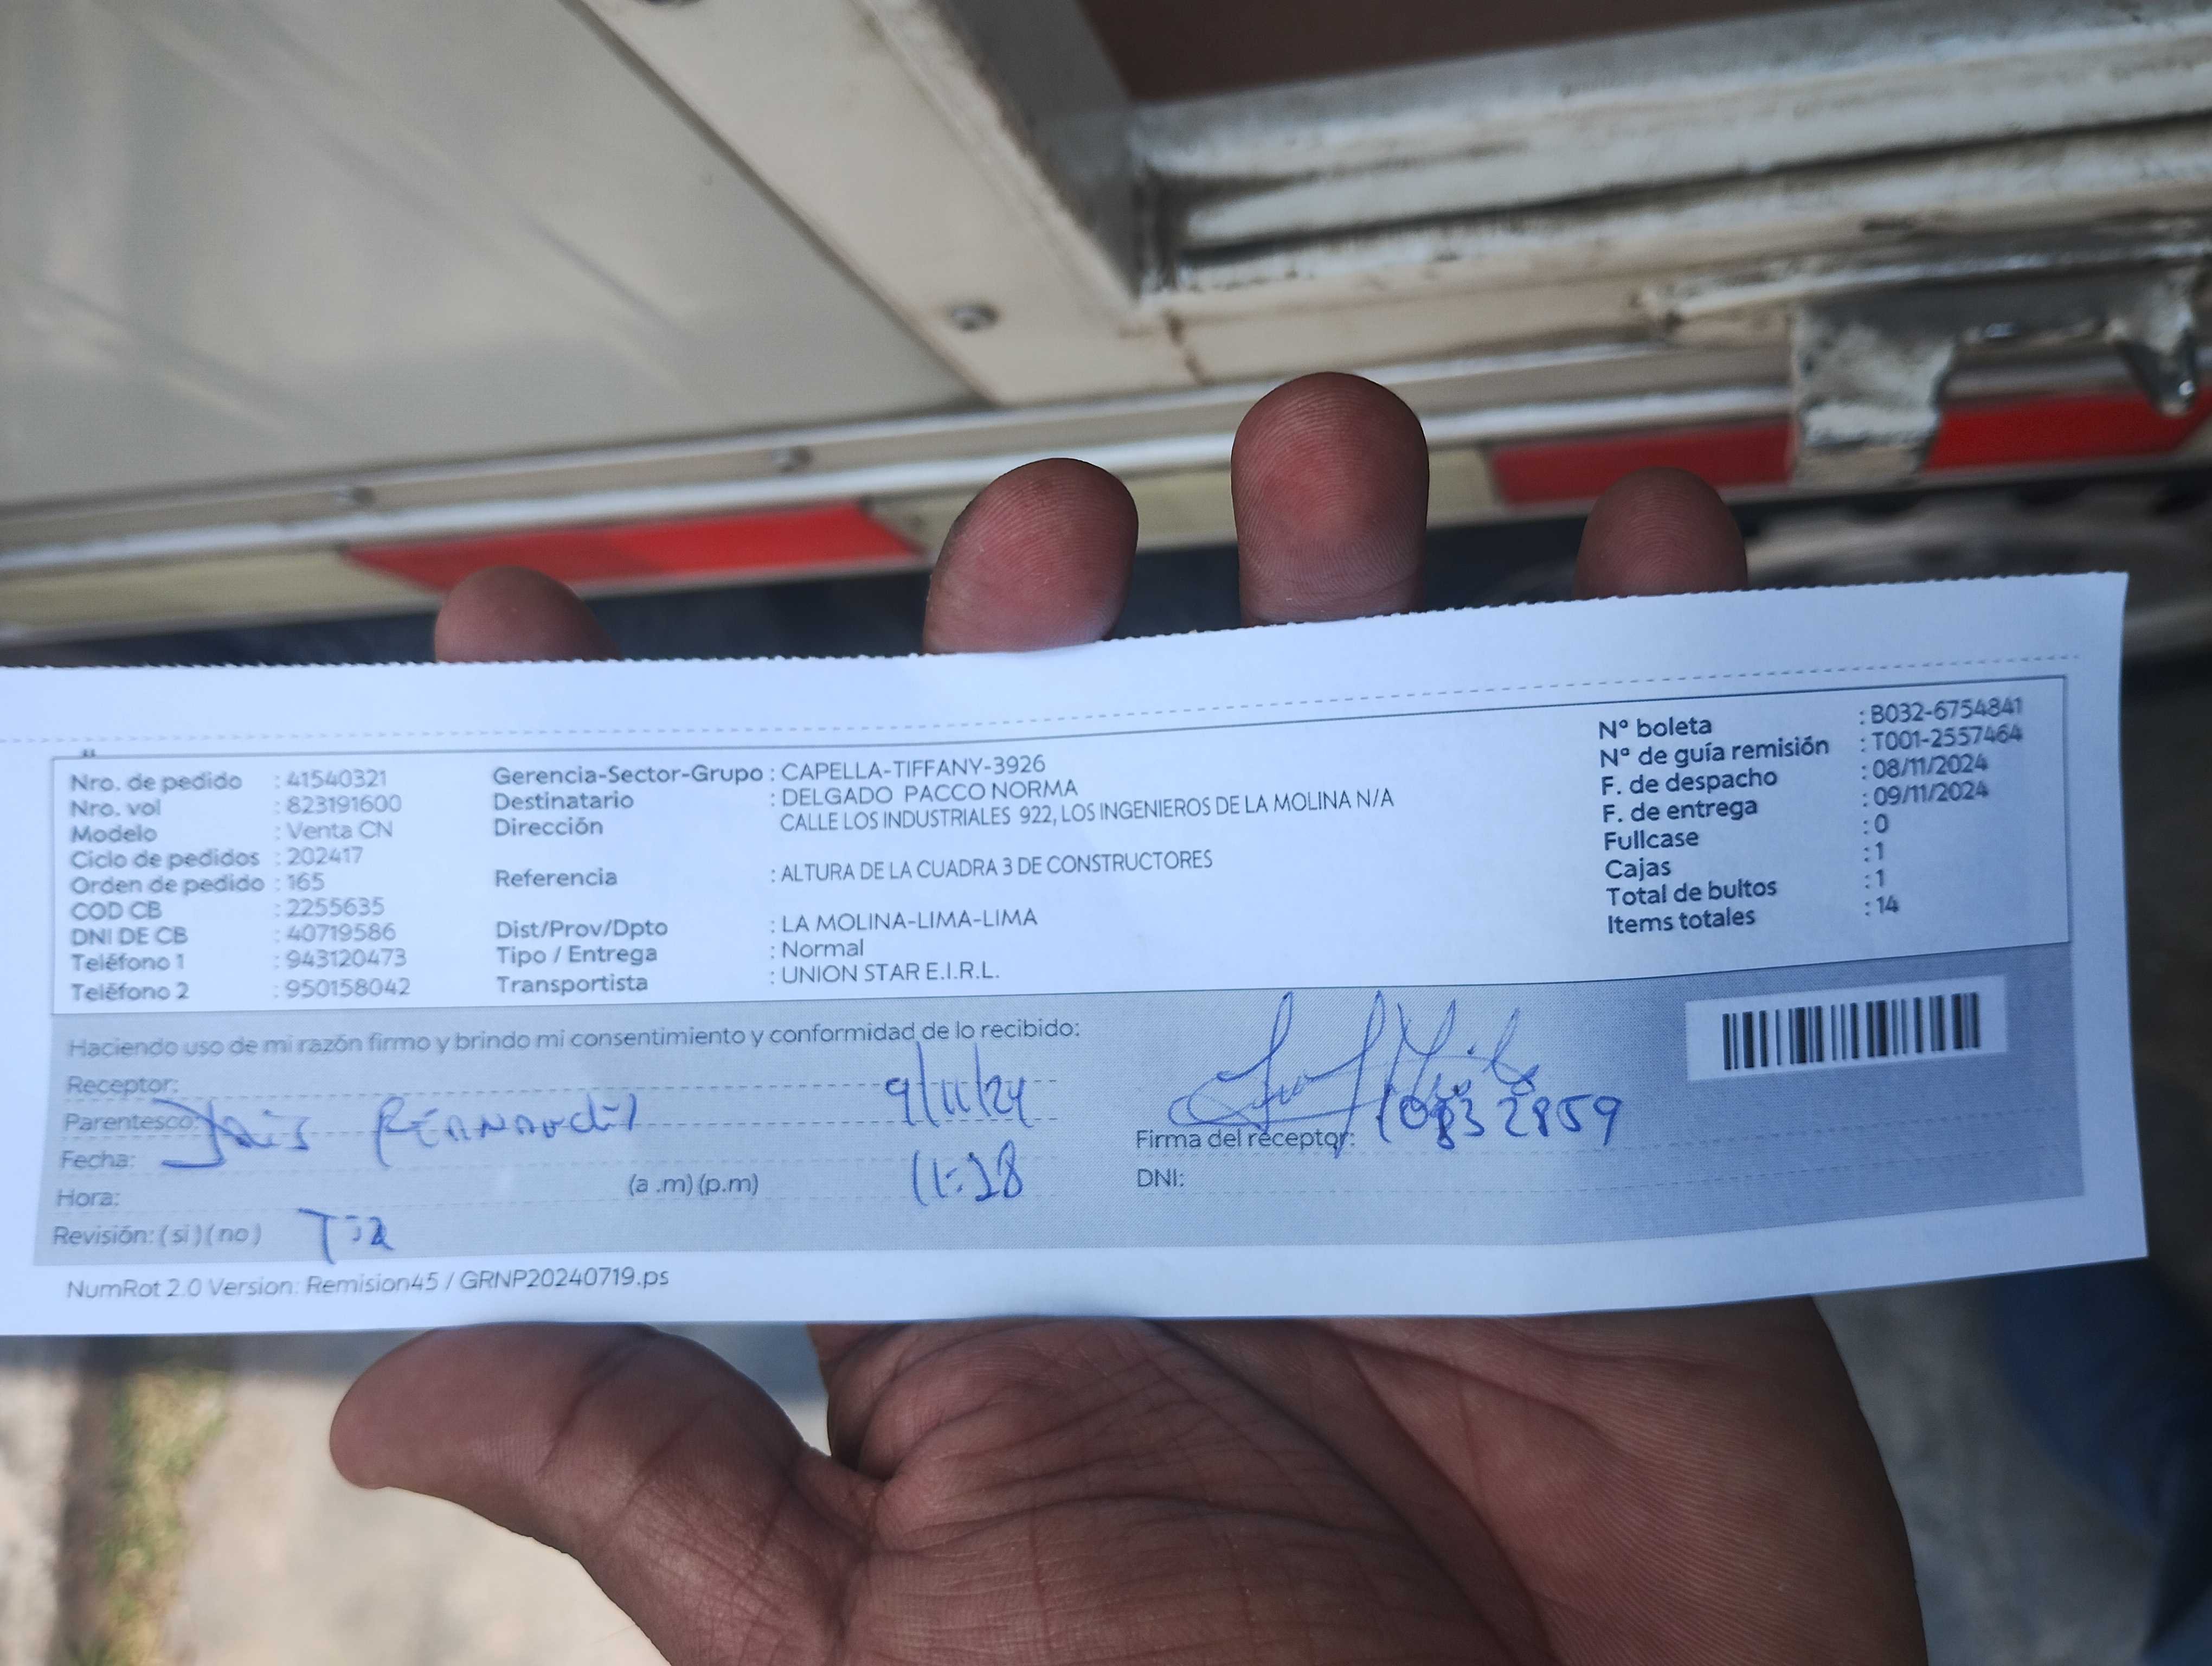 Nro. de pedido : 41540321
Nro. vol : 823191600
Modelo : Venta CN
Ciclo de pedidos : 202417
Orden de pedido : 165
COD CB : 2255635
DNI DE CB : 40719586
Teléfono 1 : 943120473
Teléfono 2 : 950158042
Gerencia-Sector-Grupo : CAPELLA-TIFFANY-3926
Destinatario : DELGADO PACCO NORMA
Dirección CALLE LOS INDUSTRIALES 922, LOS INGENIEROS DE LA MOLINA N/A
Referencia : ALTURA DE LA CUADRA 3 DE CONSTRUCTORES
Dist/Prov/Dpto : LA MOLINA-LIMA-LIMA
Tipo / Entrega : Normal
Transportista : UNION STAR E.I.R.L.
Nº boleta : B032-6754841
Nº de guía remisión : T001-2557464
F. de despacho : 08/11/2024
F. de entrega : 09/11/2024
Fullcase : 0
Cajas : 1
Total de bultos : 1
Items totales : 14
Haciendo uso de mi razón firmo y brindo mi consentimiento y conformidad de lo recibido:
Receptor:
Parentesco:
Fecha: 9/11/24
Hora: (a .m) (p.m)
Revisión: ( si ) ( no )
Firma del receptor:
DNI:
NumRot 2.0 Version: Remision45 / GRNP20240719.ps